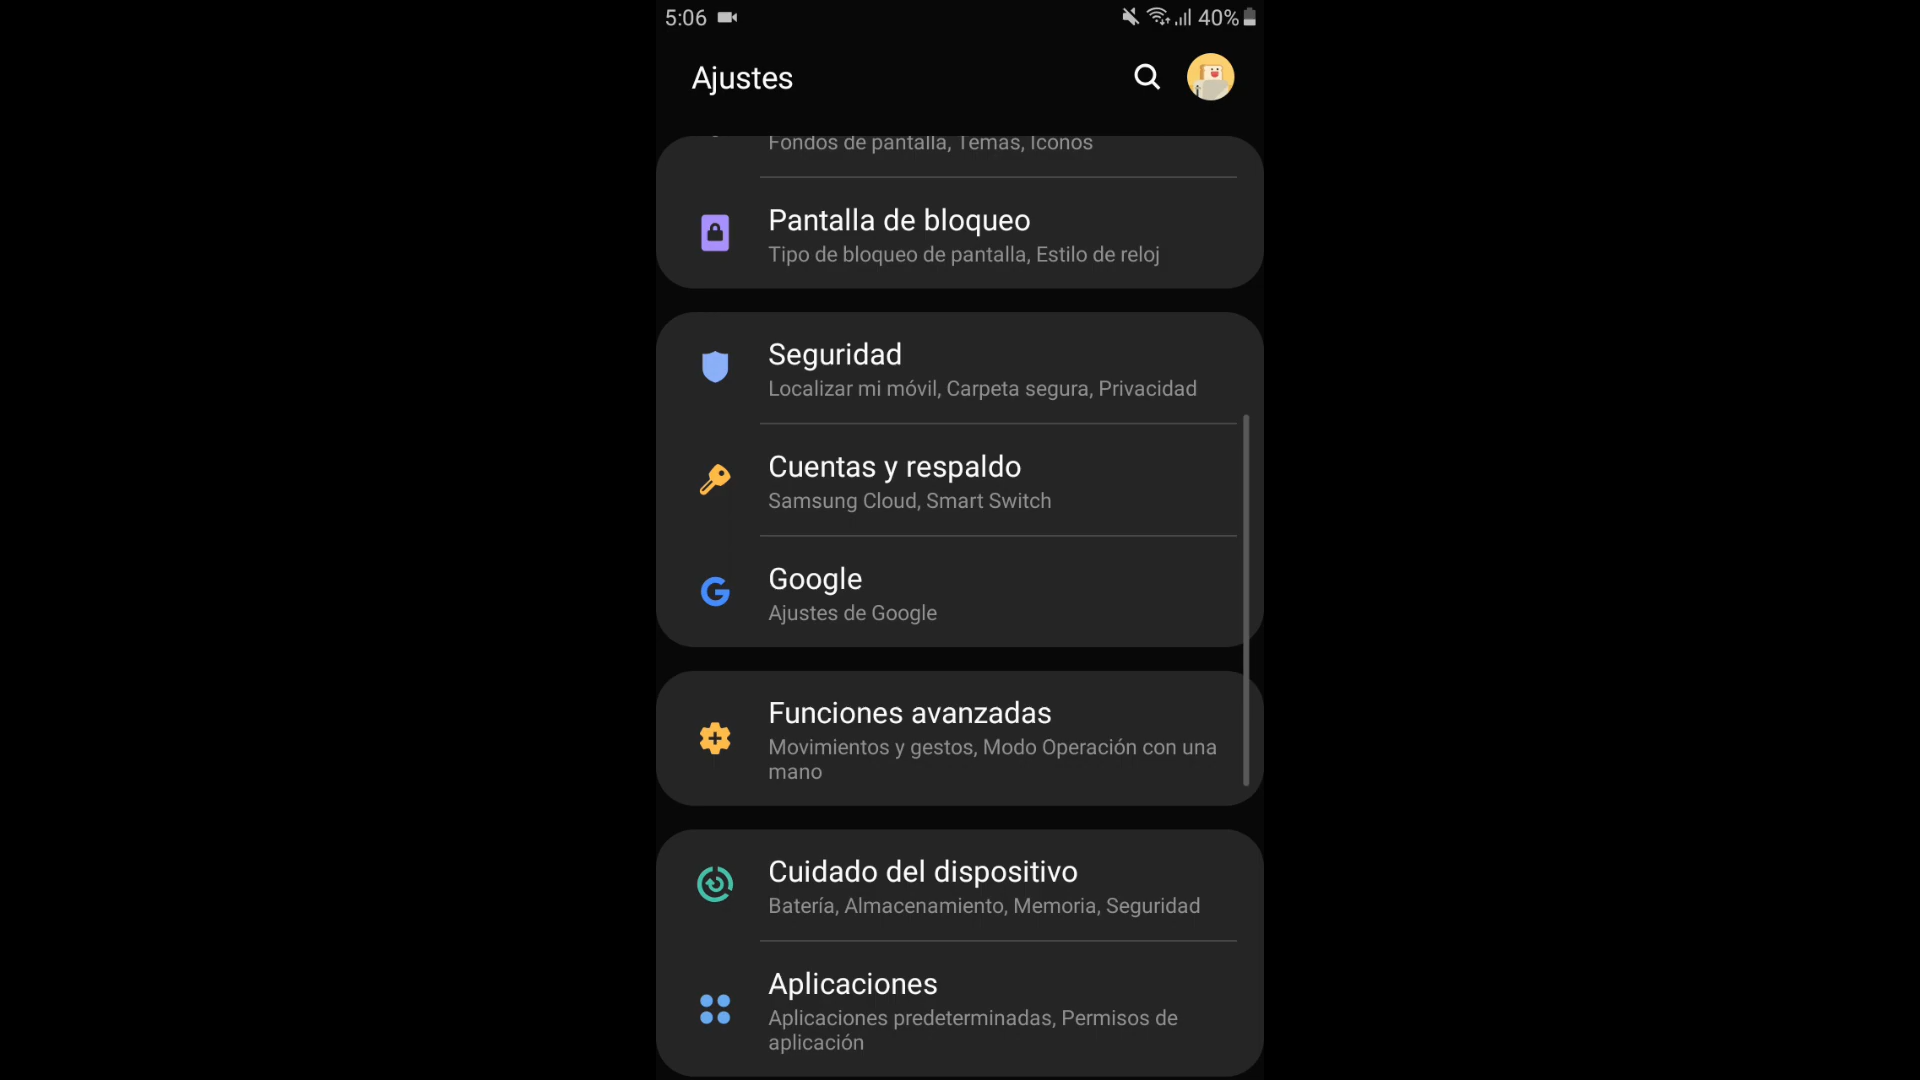 5:06
40%
Ajustes
Fondos de pantalla, Temas, Iconos
Pantalla de bloqueo
Tipo de bloqueo de pantalla, Estilo de reloj
Seguridad
Localizar mi móvil, Carpeta segura, Privacidad
Cuentas y respaldo
Samsung Cloud, Smart Switch
Google
Ajustes de Google
Funciones avanzadas
Movimientos y gestos, Modo Operación con una
mano
Cuidado del dispositivo
Batería, Almacenamiento, Memoria, Seguridad
Aplicaciones
Aplicaciones predeterminadas, Permisos de
aplicación